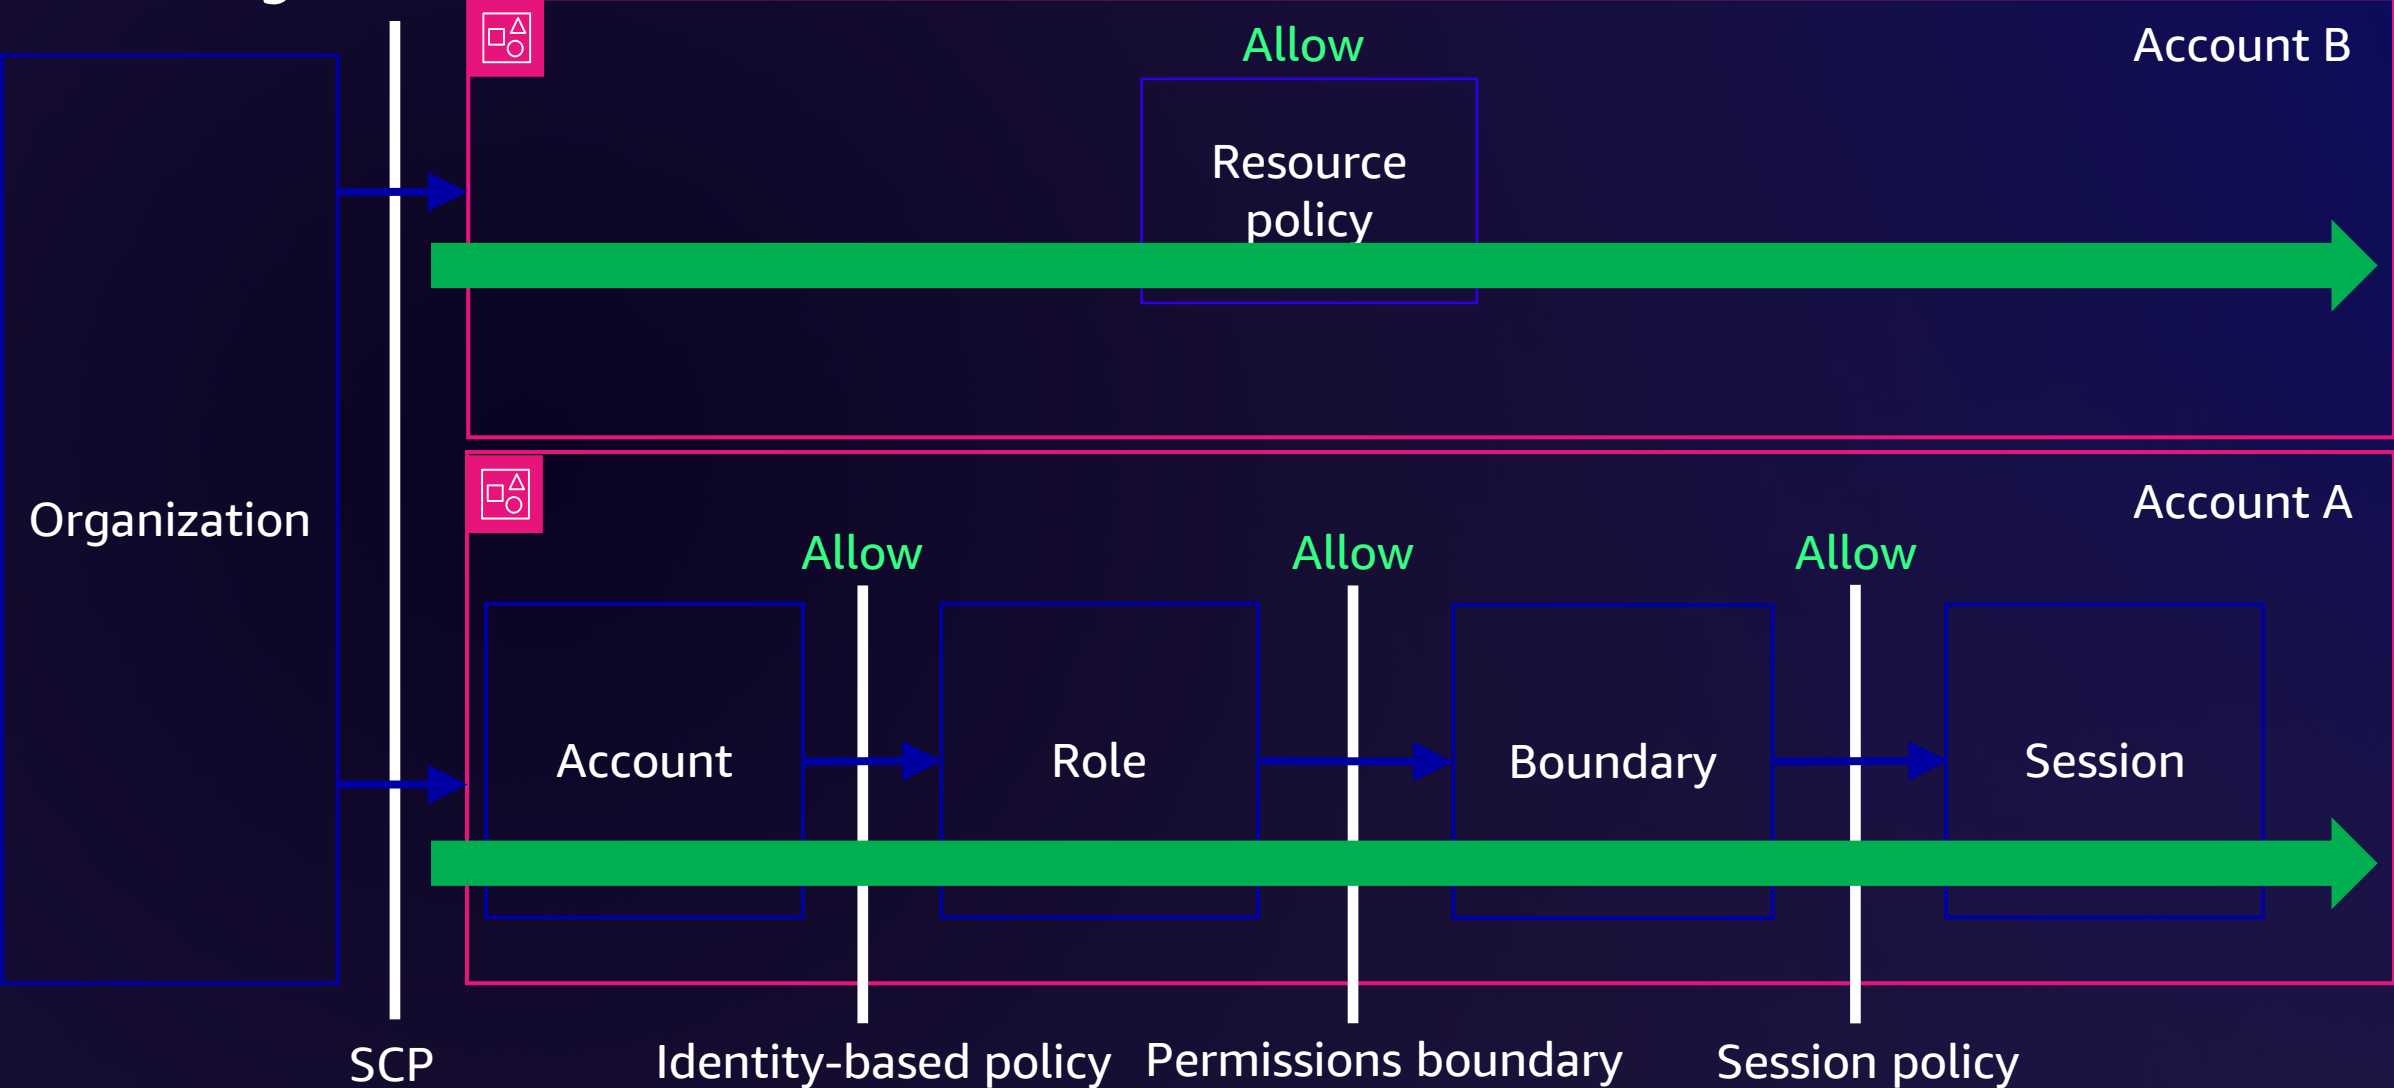 Allow
Account B
Resource
policy
Organization
Account A
Allow
Allow
Allow
Account
Role
Boundary
Session
SCP
Identity-based policy
Permissions boundary
Session policy